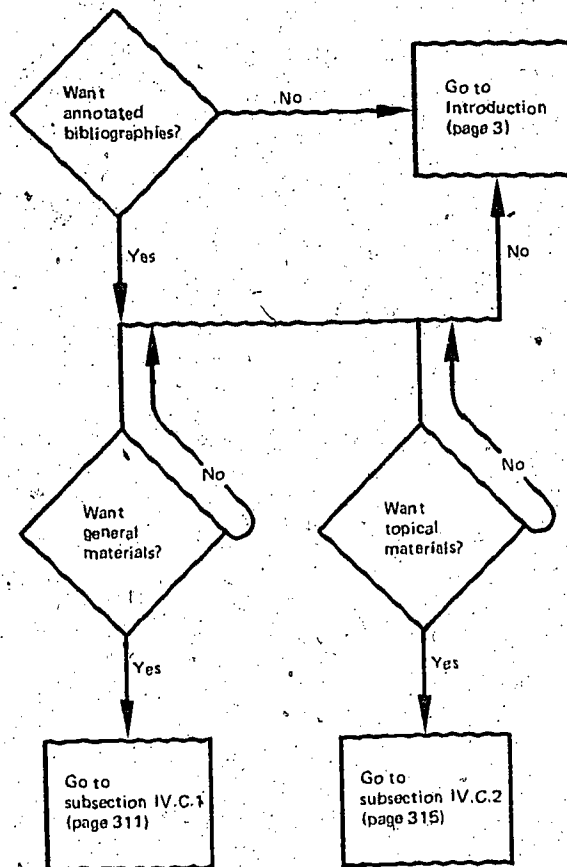 Want
annotated
bibliographies?
No
Go to
Introduction
(page 3)
Yes
No
No
No
Want
general
materials?
Want
topical
materials?
Yes
Yes
Go to
subsection IV.C.1
(page 311)
Go to
subsection IV.C.2
(page 315)